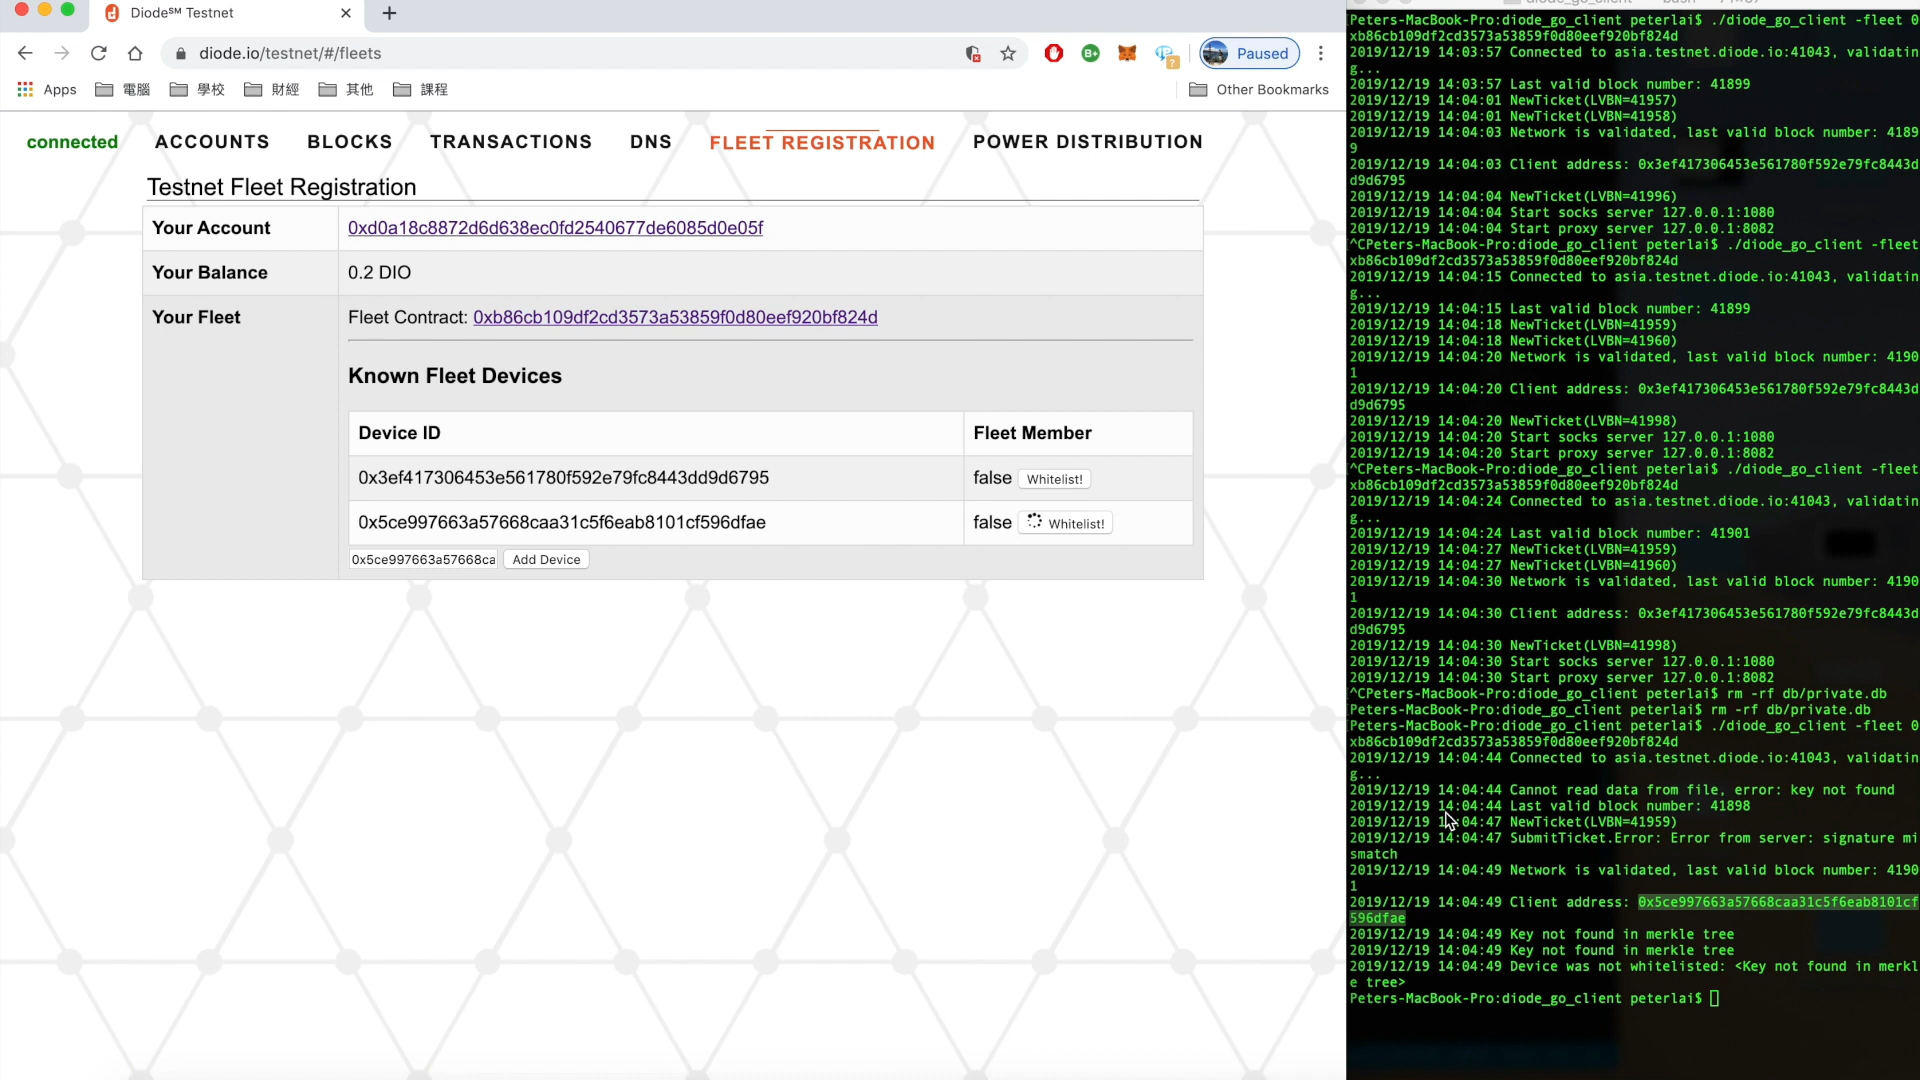 Diode℠ Testnet
diode.io/testnet/#/fleets
Paused
Apps
電腦
學校
財經
其他
課程
Other Bookmarks
connected
ACCOUNTS
BLOCKS
TRANSACTIONS
DNS
FLEET REGISTRATION
POWER DISTRIBUTION
Testnet Fleet Registration
Your Account
0xd0a18c8872d6d638ec0fd2540677de6085d0e05f
Your Balance
0.2 DIO
Your Fleet
Fleet Contract: 0xb86cb109df2cd3573a53859f0d80eef920bf824d
Known Fleet Devices
Device ID
Fleet Member
0x3ef417306453e561780f592e79fc8443dd9d6795
false Whitelist!
0x5ce997663a57668caa31c5f6eab8101cf596dfae
false Whitelist!
0x5ce997663a57668ca
Add Device
Peters-MacBook-Pro:diode_go_client peterlai$ ./diode_go_client -fleet 0
xb86cb109df2cd3573a53859f0d80eef920bf824d
2019/12/19 14:03:57 Connected to asia.testnet.diode.io:41043, validatin
g...
2019/12/19 14:03:57 Last valid block number: 41899
2019/12/19 14:04:01 NewTicket(LVBN=41957)
2019/12/19 14:04:01 NewTicket(LVBN=41958)
2019/12/19 14:04:03 Network is validated, last valid block number: 4189
9
2019/12/19 14:04:03 Client address: 0x3ef417306453e561780f592e79fc8443d
d9d6795
2019/12/19 14:04:04 NewTicket(LVBN=41996)
2019/12/19 14:04:04 Start socks server 127.0.0.1:1080
2019/12/19 14:04:04 Start proxy server 127.0.0.1:8082
^CPeters-MacBook-Pro:diode_go_client peterlai$ ./diode_go_client -fleet
xb86cb109df2cd3573a53859f0d80eef920bf824d
2019/12/19 14:04:15 Connected to asia.testnet.diode.io:41043, validatin
g...
2019/12/19 14:04:15 Last valid block number: 41899
2019/12/19 14:04:18 NewTicket(LVBN=41959)
2019/12/19 14:04:18 NewTicket(LVBN=41960)
2019/12/19 14:04:20 Network is validated, last valid block number: 4190
1
2019/12/19 14:04:20 Client address: 0x3ef417306453e561780f592e79fc8443d
d9d6795
2019/12/19 14:04:20 NewTicket(LVBN=41998)
2019/12/19 14:04:20 Start socks server 127.0.0.1:1080
2019/12/19 14:04:20 Start proxy server 127.0.0.1:8082
^CPeters-MacBook-Pro:diode_go_client peterlai$ ./diode_go_client -fleet
xb86cb109df2cd3573a53859f0d80eef920bf824d
2019/12/19 14:04:24 Connected to asia.testnet.diode.io:41043, validatin
g...
2019/12/19 14:04:24 Last valid block number: 41901
2019/12/19 14:04:27 NewTicket(LVBN=41959)
2019/12/19 14:04:27 NewTicket(LVBN=41960)
2019/12/19 14:04:30 Network is validated, last valid block number: 4190
1
2019/12/19 14:04:30 Client address: 0x3ef417306453e561780f592e79fc8443d
d9d6795
2019/12/19 14:04:30 NewTicket(LVBN=41998)
2019/12/19 14:04:30 Start socks server 127.0.0.1:1080
2019/12/19 14:04:30 Start proxy server 127.0.0.1:8082
^CPeters-MacBook-Pro:diode_go_client peterlai$ rm -rf db/private.db
Peters-MacBook-Pro:diode_go_client peterlai$ rm -rf db/private.db
Peters-MacBook-Pro:diode_go_client peterlai$ ./diode_go_client -fleet 0
xb86cb109df2cd3573a53859f0d80eef920bf824d
2019/12/19 14:04:44 Connected to asia.testnet.diode.io:41043, validatin
g...
2019/12/19 14:04:44 Cannot read data from file, error: key not found
2019/12/19 14:04:44 Last valid block number: 41898
2019/12/19 14:04:47 NewTicket(LVBN=41959)
2019/12/19 14:04:47 SubmitTicket.Error: Error from server: signature mi
smatch
2019/12/19 14:04:49 Network is validated, last valid block number: 4190
1
2019/12/19 14:04:49 Client address: 0x5ce997663a57668caa31c5f6eab8101cf
596dfae
2019/12/19 14:04:49 Key not found in merkle tree
2019/12/19 14:04:49 Key not found in merkle tree
2019/12/19 14:04:49 Device was not whitelisted: <Key not found in merkl
e tree>
Peters-MacBook-Pro:diode_go_client peterlai$